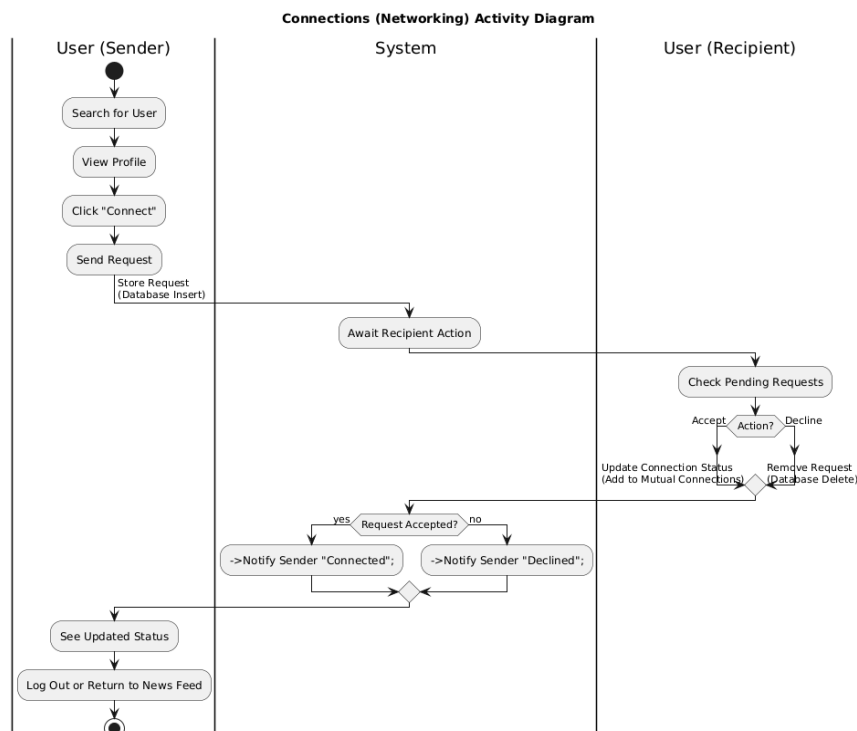 Connections (Networking) Activity Diagram
User (Sender)
System
User (Recipient)
Search for User
View Profile
Click "Connect"
Send Request
Store Request
(Database Insert)
Await Recipient Action
Check Pending Requests
Accept
Action?
Decline
Update Connection Status
(Add to Mutual Connections)
Remove Request
(Database Delete)
yes
Request Accepted?
no
->Notify Sender "Connected";
->Notify Sender "Declined";
See Updated Status
Log Out or Return to News Feed